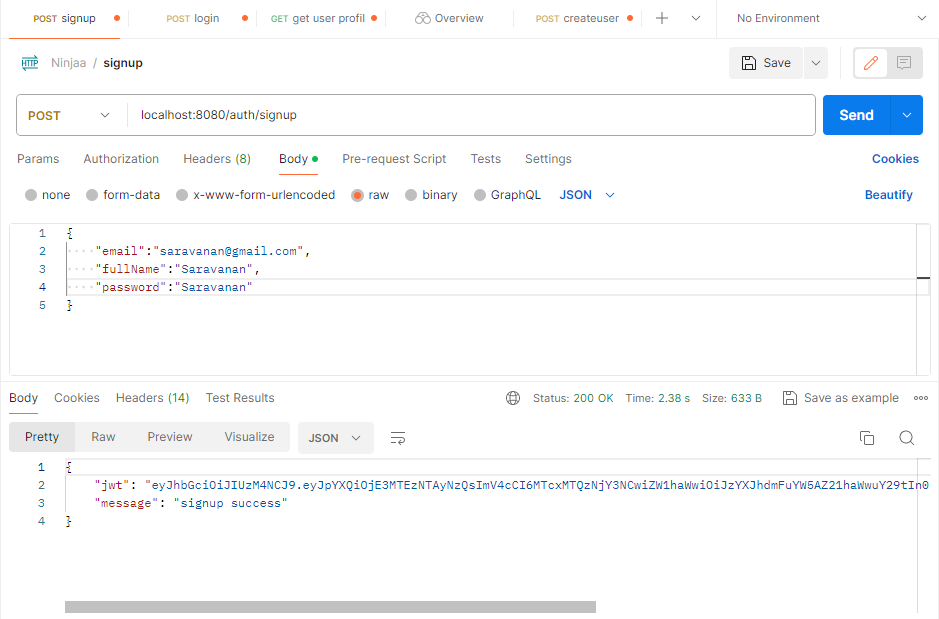 POST signup POST login GET get user profil Overview POST createuser No Environment
HTTP Ninjaa / signup Save
POST localhost:8080/auth/signup Send
Params Authorization Headers (8) Body Pre-request Script Tests Settings Cookies
none form-data x-www-form-urlencoded raw binary GraphQL JSON Beautify
1 {
2 "email":"saravanan@gmail.com",
3 "fullName":"Saravanan",
4 "password":"Saravanan"
5 }
Body Cookies Headers (14) Test Results Status: 200 OK Time: 2.38 s Size: 633 B Save as example
Pretty Raw Preview Visualize JSON
1 {
2 "jwt": "eyJhbGciOiJIUzM4NCJ9.eyJpYXQiOjE3MTEzNTAyNzQsImV4cCI6MTcxMTQzNjY3NCwiZW1haWwiOiJzYXJhdmFuYW5AZ21haWwuY29tIn0
3 "message": "signup success"
4 }